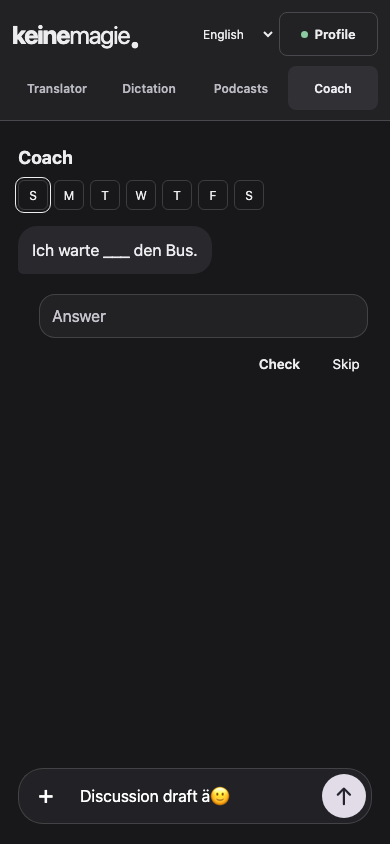 keinemagie.
English
Profile
Translator
Dictation
Podcasts
Coach
Coach
S M T W T F S
Ich warte ___ den Bus.
Answer
Check
Skip
+ Discussion draft ä🙂